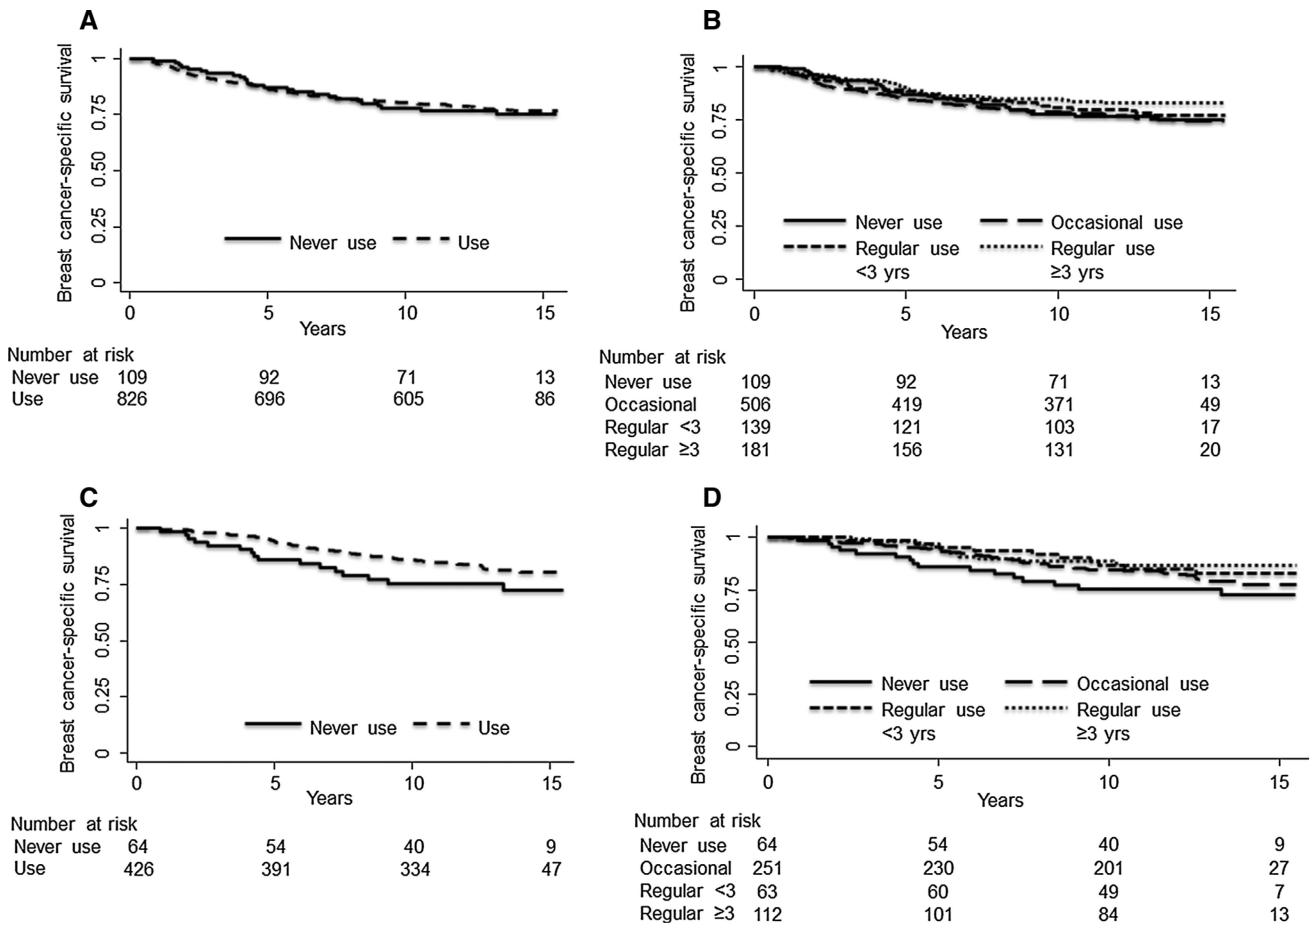 A
Breast cancer-specific survival
1
0.75
0.50
0.25
0
Never use
Use
0 5 10 15
Years
Number at risk
Never use 109 92 71 13
Use 826 696 605 86
B
Breast cancer-specific survival
1
0.75
0.50
0.25
0
Never use
Occasional use
Regular use
<3 yrs
Regular use
≥3 yrs
0 5 10 15
Years
Number at risk
Never use 109 92 71 13
Occasional 506 419 371 49
Regular <3 139 121 103 17
Regular ≥3 181 156 131 20
C
Breast cancer-specific survival
1
0.75
0.50
0.25
0
Never use
Use
0 5 10 15
Years
Number at risk
Never use 64 54 40 9
Use 426 391 334 47
D
Breast cancer-specific survival
1
0.75
0.50
0.25
0
Never use
Occasional use
Regular use
<3 yrs
Regular use
≥3 yrs
0 5 10 15
Years
Number at risk
Never use 64 54 40 9
Occasional 251 230 201 27
Regular <3 63 60 49 7
Regular ≥3 112 101 84 13